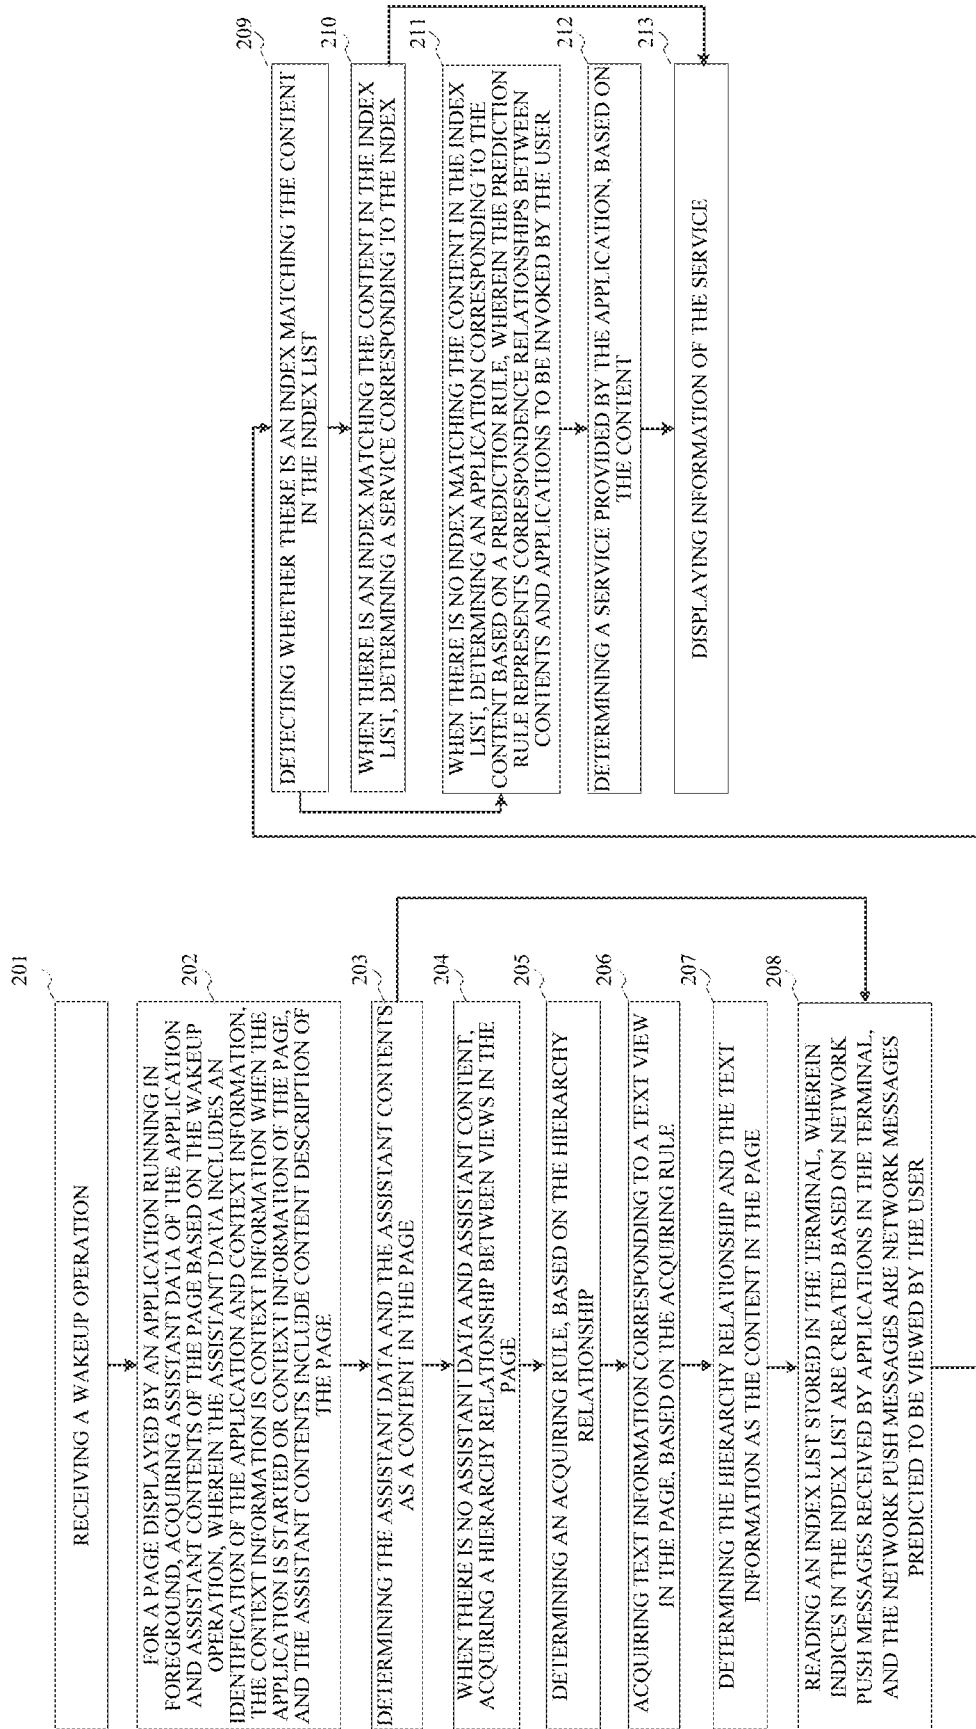 201
RECEIVING A WAKEUP OPERATION
202
FOR A PAGE DISPLAYED BY AN APPLICATION RUNNING IN
FOREGROUND, ACQUIRING ASSISTANT DATA OF THE APPLICATION
AND ASSISTANT CONTENTS OF THE PAGE BASED ON THE WAKEUP
OPERATION, WHEREIN THE ASSISTANT DATA INCLUDES AN
IDENTIFICATION OF THE APPLICATION AND CONTEXT INFORMATION,
THE CONTEXT INFORMATION IS CONTEXT INFORMATION WHEN THE
APPLICATION IS STARTED OR CONTEXT INFORMATION OF THE PAGE,
AND THE ASSISTANT CONTENTS INCLUDE CONTENT DESCRIPTION OF
THE PAGE
203
DETERMINING THE ASSISTANT DATA AND THE ASSISTANT CONTENTS
AS A CONTENT IN THE PAGE
204
WHEN THERE IS NO ASSISTANT DATA AND ASSISTANT CONTENT,
ACQUIRING A HIERARCHY RELATIONSHIP BETWEEN VIEWS IN THE
PAGE
205
DETERMINING AN ACQUIRING RULE, BASED ON THE HIERARCHY
RELATIONSHIP
206
ACQUIRING TEXT INFORMATION CORRESPONDING TO A TEXT VIEW
IN THE PAGE, BASED ON THE ACQUIRING RULE
207
DETERMINING THE HIERARCHY RELATIONSHIP AND THE TEXT
INFORMATION AS THE CONTENT IN THE PAGE
208
READING AN INDEX LIST STORED IN THE TERMINAL, WHEREIN
INDICES IN THE INDEX LIST ARE CREATED BASED ON NETWORK
PUSH MESSAGES RECEIVED BY APPLICATIONS IN THE TERMINAL,
AND THE NETWORK PUSH MESSAGES ARE NETWORK MESSAGES
PREDICTED TO BE VIEWED BY THE USER
209
DETECTING WHETHER THERE IS AN INDEX MATCHING THE CONTENT
IN THE INDEX LIST
210
WHEN THERE IS AN INDEX MATCHING THE CONTENT IN THE INDEX
LIST, DETERMINING A SERVICE CORRESPONDING TO THE INDEX
211
WHEN THERE IS NO INDEX MATCHING THE CONTENT IN THE INDEX
LIST, DETERMINING AN APPLICATION CORRESPONDING TO THE
CONTENT BASED ON A PREDICTION RULE, WHEREIN THE PREDICTION
RULE REPRESENTS CORRESPONDENCE RELATIONSHIPS BETWEEN
CONTENTS AND APPLICATIONS TO BE INVOKED BY THE USER
212
DETERMINING A SERVICE PROVIDED BY THE APPLICATION, BASED ON
THE CONTENT
213
DISPLAYING INFORMATION OF THE SERVICE